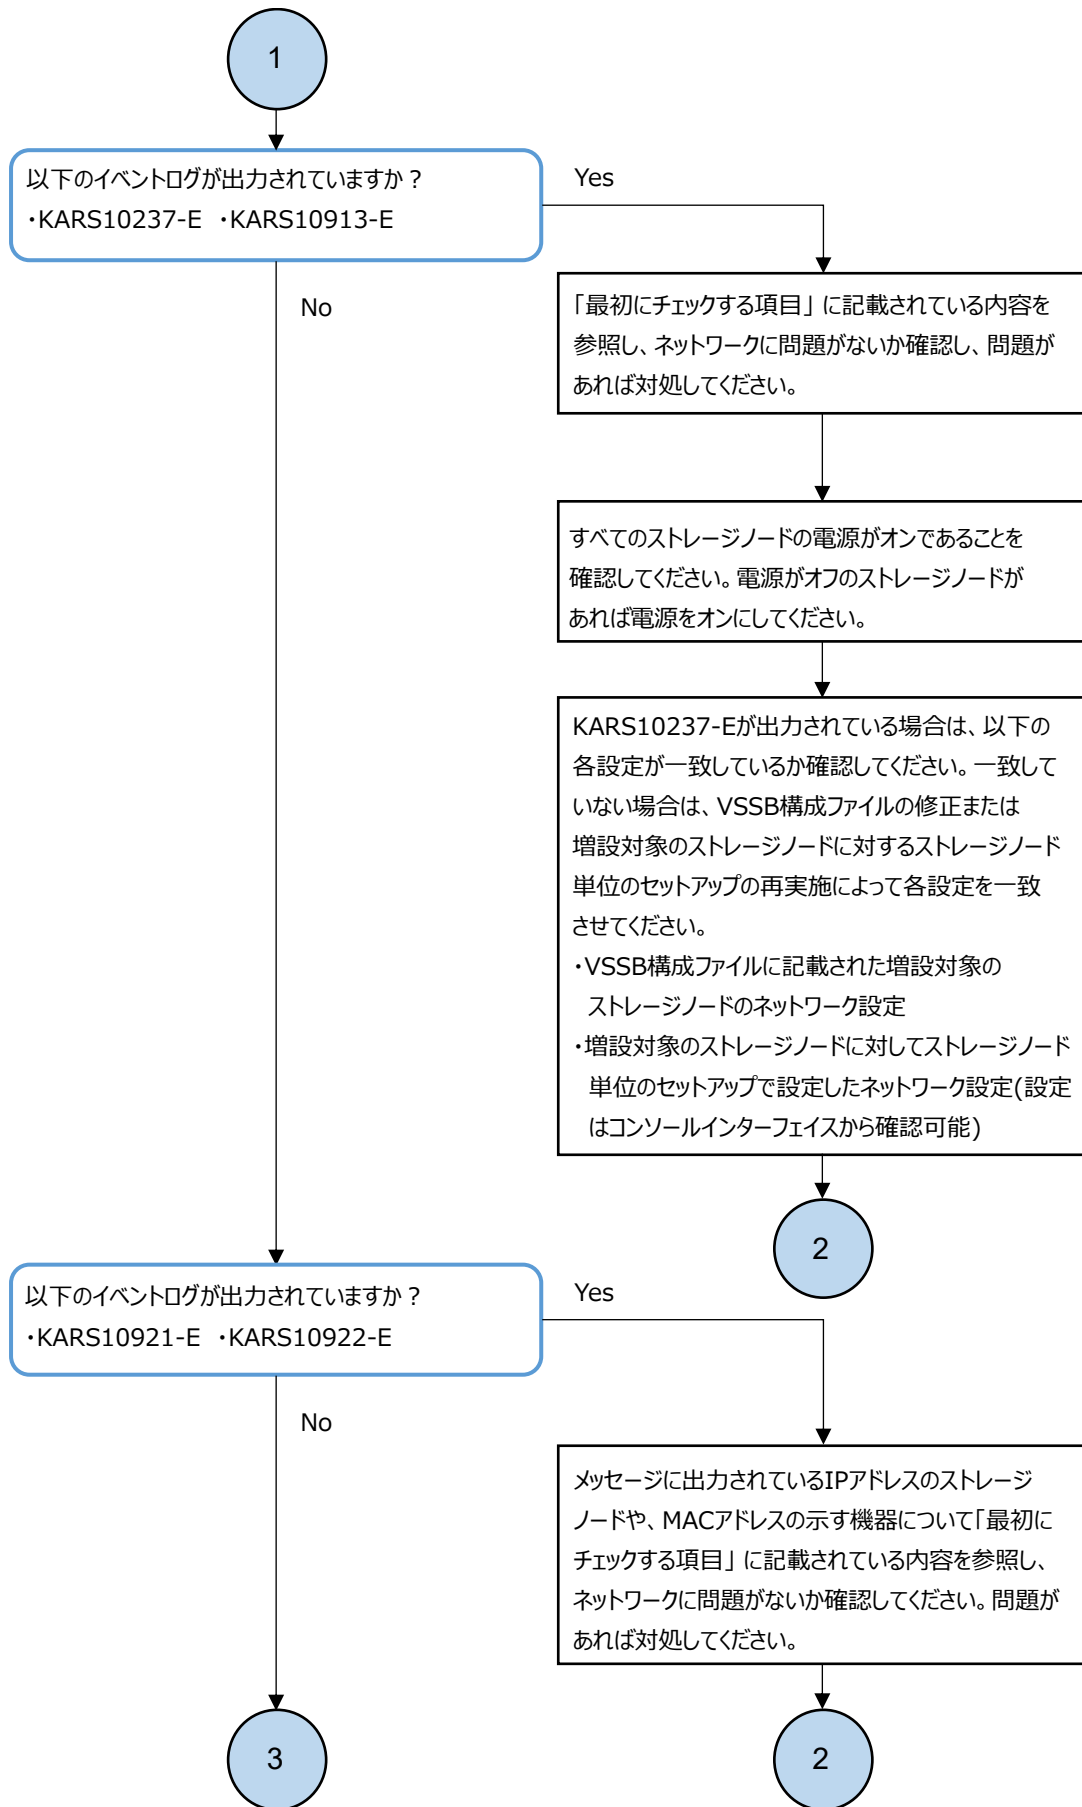 1
以下のイベントログが出力されていますか？
・KARS10237-E ・KARS10913-E
Yes
No
「最初にチェックする項目」に記載されている内容を
参照し、ネットワークに問題がないか確認し、問題が
あれば対処してください。
すべてのストレージノードの電源がオンであることを
確認してください。電源がオフのストレージノードが
あれば電源をオンにしてください。
KARS10237-Eが出力されている場合は、以下の
各設定が一致しているか確認してください。一致して
いない場合は、VSSB構成ファイルの修正または
増設対象のストレージノードに対するストレージノード
単位のセットアップの再実施によって各設定を一致
させてください。
・VSSB構成ファイルに記載された増設対象の
ストレージノードのネットワーク設定
・増設対象のストレージノードに対してストレージノード
単位のセットアップで設定したネットワーク設定(設定
はコンソールインターフェイスから確認可能)
2
以下のイベントログが出力されていますか？
・KARS10921-E ・KARS10922-E
Yes
No
メッセージに出力されているIPアドレスのストレージ
ノードや、MACアドレスの示す機器について「最初に
チェックする項目」に記載されている内容を参照し、
ネットワークに問題がないか確認してください。問題が
あれば対処してください。
3
2